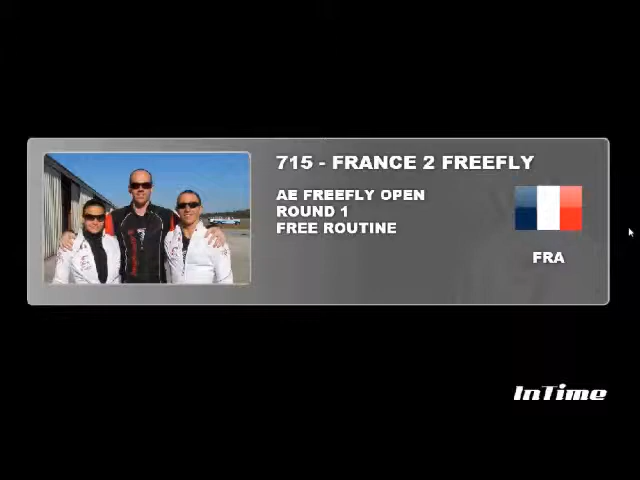 715 - FRANCE 2 FREEFLY
AE FREEFLY OPEN
ROUND 1
FREE ROUTINE
FRA
InTime